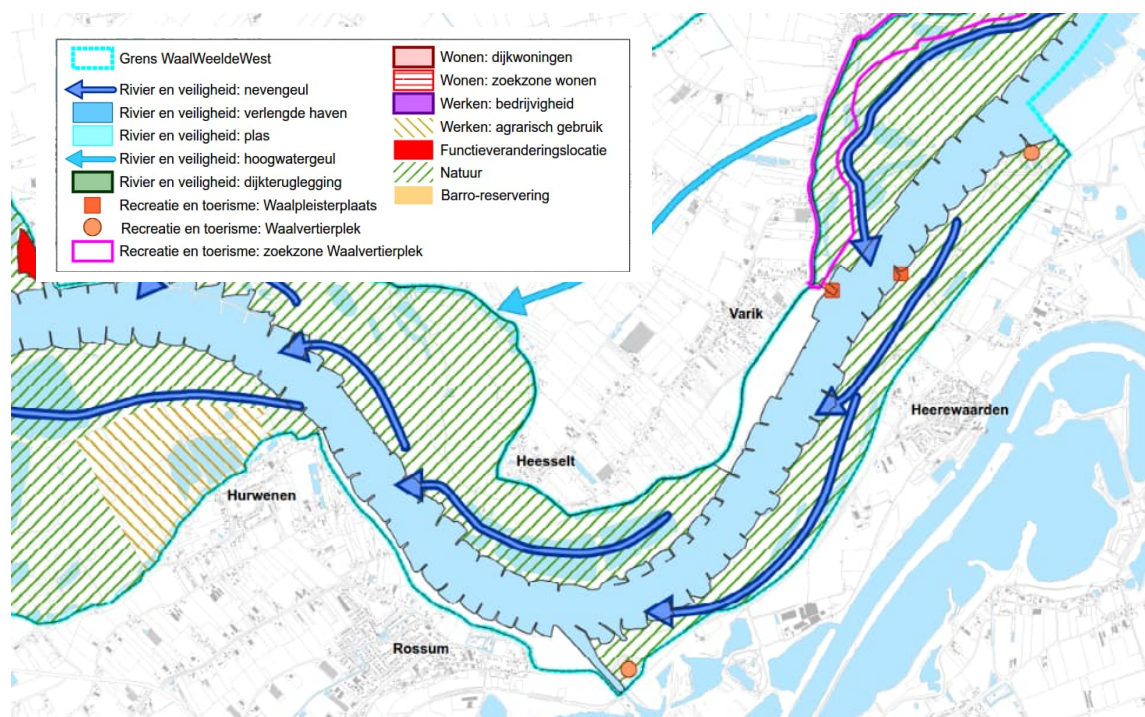 Grens WaalWeeldeWest
Rivier en veiligheid: nevengeul
Rivier en veiligheid: verlengde haven
Rivier en veiligheid: plas
Rivier en veiligheid: hoogwatergeul
Rivier en veiligheid: dijkteruglegging
Recreatie en toerisme: Waalpleisterplaats
Recreatie en toerisme: Waalvertierplek
Recreatie en toerisme: zoekzone Waalvertierplek
Wonen: dijkwoningen
Wonen: zoekzone wonen
Werken: bedrijvigheid
Werken: agrarisch gebruik
Functieveranderingslocatie
Natuur
Barro-reservering
Varik
Heerewaarden
Heesselt
Hurwenen
Rossum